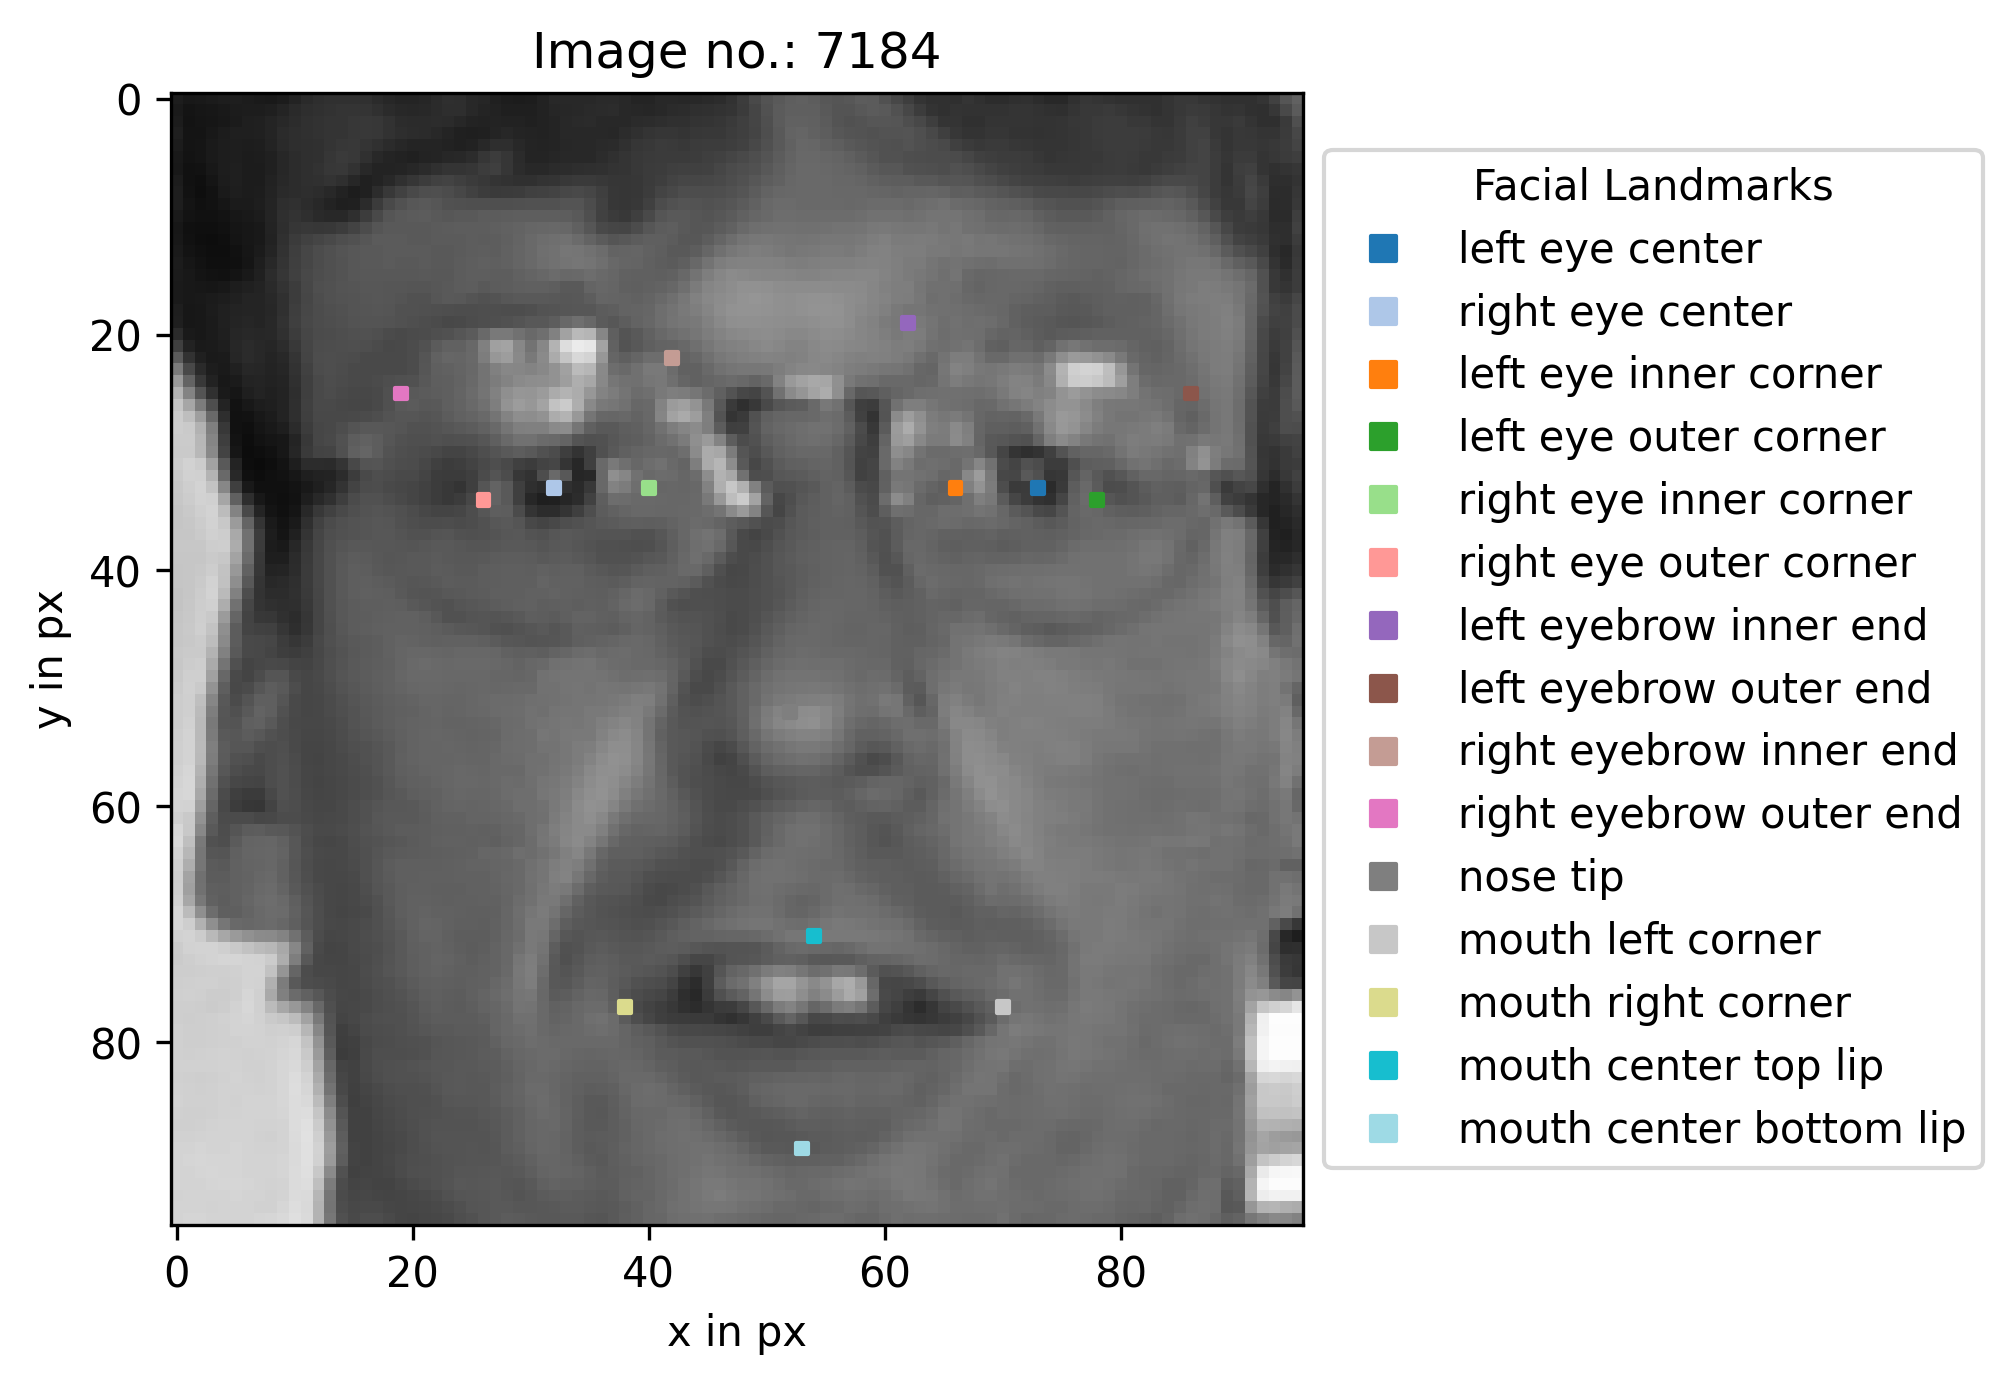 Image no.: 7184
0
20
40
60
80
y in px
0 20 40 60 80
x in px
Facial Landmarks
left eye center
right eye center
left eye inner corner
left eye outer corner
right eye inner corner
right eye outer corner
left eyebrow inner end
left eyebrow outer end
right eyebrow inner end
right eyebrow outer end
nose tip
mouth left corner
mouth right corner
mouth center top lip
mouth center bottom lip